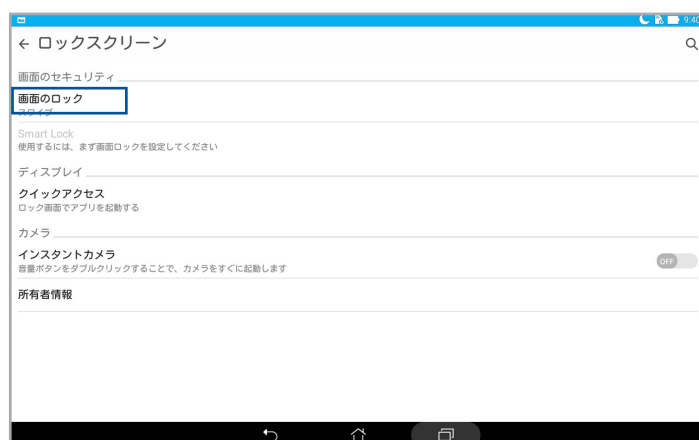 9:40
ロックスクリーン
画面のセキュリティ
画面のロック
スワイプ
Smart Lock
使用するには、まず画面ロックを設定してください
ディスプレイ
クイックアクセス
ロック画面でアプリを起動する
カメラ
インスタントカメラ
音量ボタンをダブルクリックすることで、カメラをすぐに起動します
OFF
所有者情報